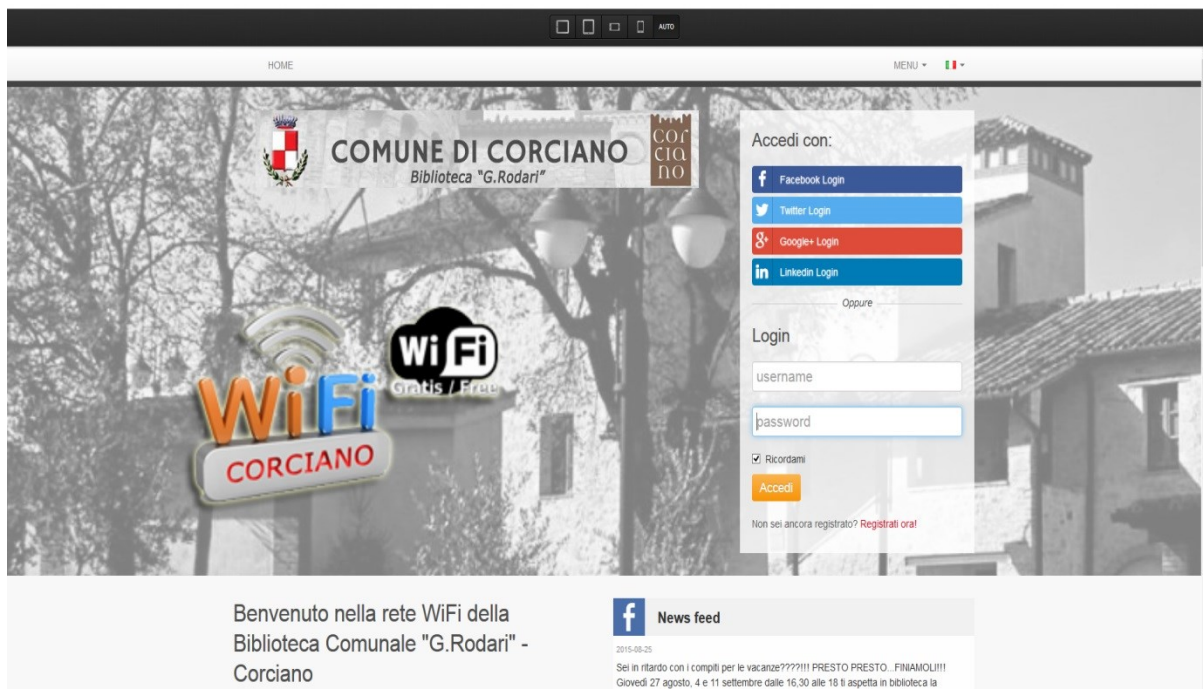 AUTO
HOME
MENU
COMUNE DI CORCIANO
Biblioteca "G.Rodari"
cor
cia
no
WiFi
CORCIANO
Wi Fi
Gratis / Free
Accedi con:
Facebook Login
Twitter Login
Google+ Login
Linkedin Login
Oppure
Login
username
password
Ricordami
Accedi
Non sei ancora registrato? Registrati ora!
Benvenuto nella rete WiFi della
Biblioteca Comunale "G.Rodari" -
Corciano
News feed
2015-08-25
Sei in ritardo con i compiti per le vacanze????!!! PRESTO PRESTO...FINIAMOLI!!!
Giovedì 27 agosto, 4 e 11 settembre dalle 16,30 alle 18 ti aspetta in biblioteca la